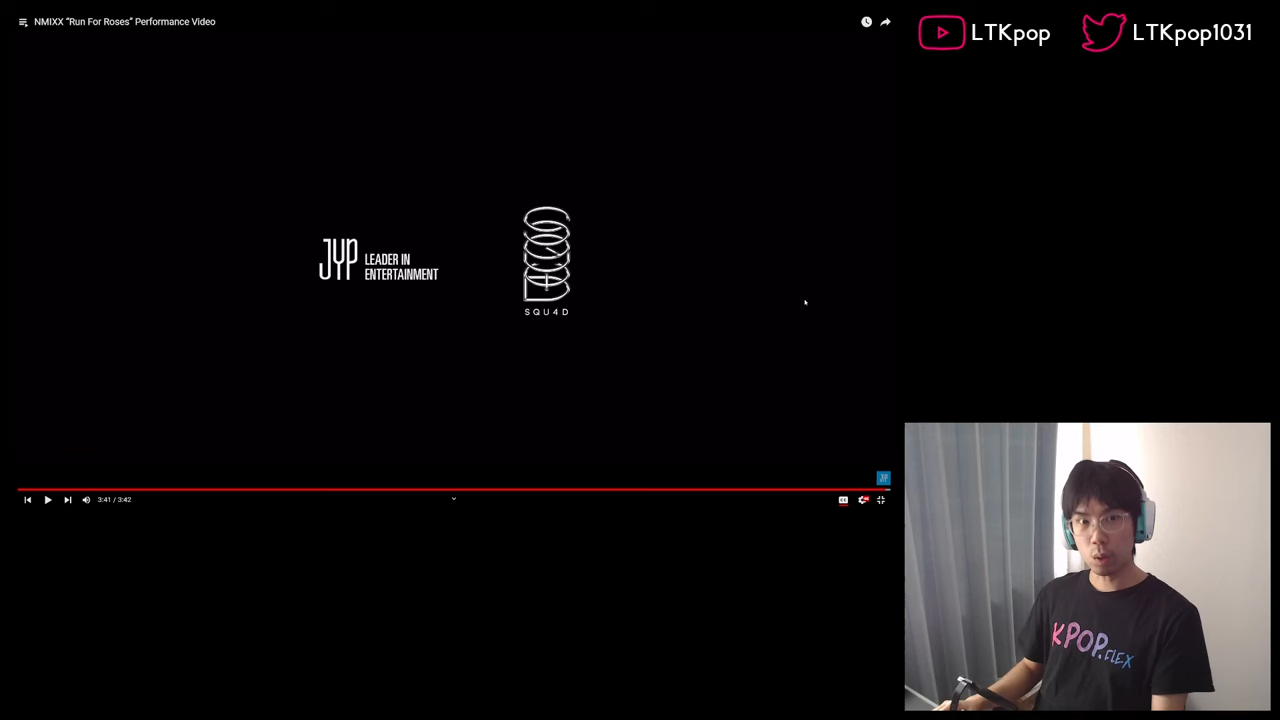 NMIXX “Run For Roses” Performance Video
LTKpop
LTKpop1031
JYP LEADER IN
ENTERTAINMENT
SQU4D
JYP
3:41 / 3:42
KPOP.FLEX